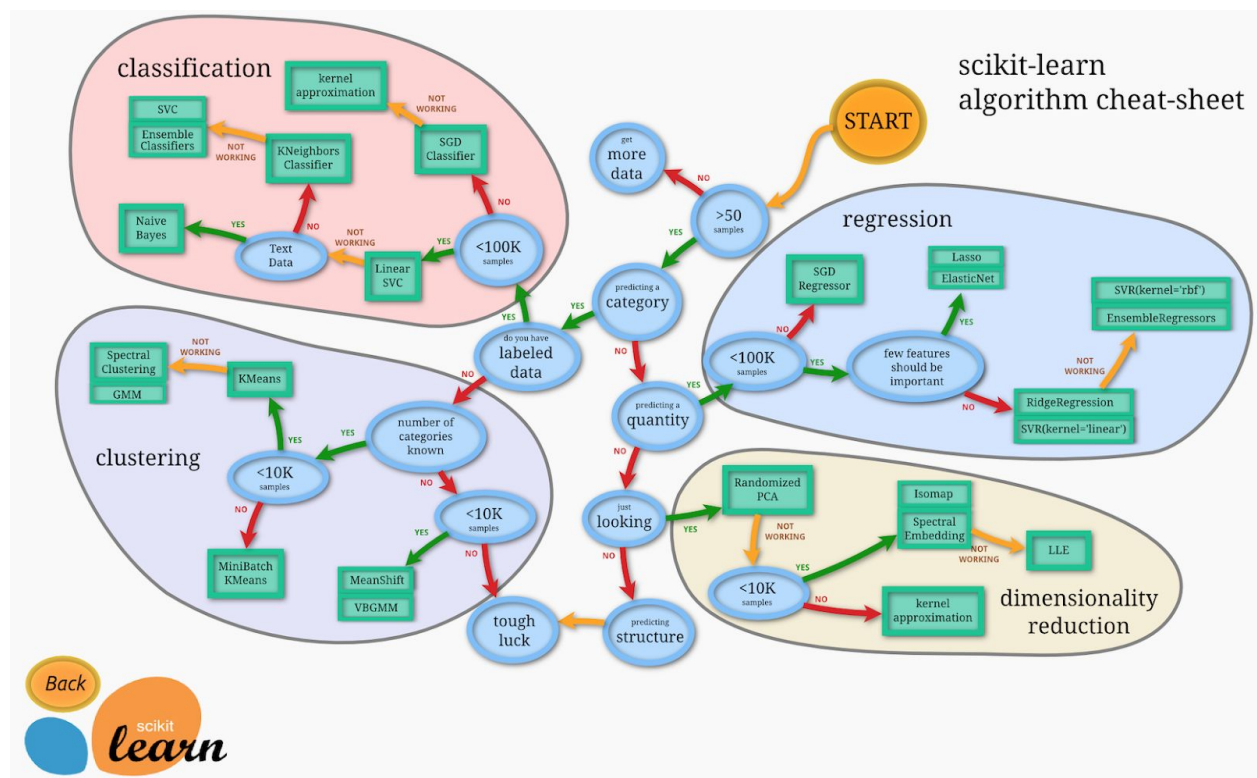 scikit-learn
algorithm cheat-sheet
START
classification
kernel
approximation
NOT
WORKING
SVC
Ensemble
Classifiers
NOT
WORKING
KNeighbors
Classifier
SGD
Classifier
NO
Naive
Bayes
YES
NO
Text
Data
NOT
WORKING
Linear
SVC
YES
<100K
samples
get
more
data
NO
>50
samples
YES
predicting a
category
YES
NO
do you have
labeled
data
YES
NO
predicting a
quantity
YES
NO
just
looking
YES
NO
predicting
structure
tough
luck
regression
SGD
Regressor
NO
<100K
samples
YES
Lasso
ElasticNet
YES
few features
should be
important
NO
SVR(kernel='rbf')
EnsembleRegressors
NOT
WORKING
RidgeRegression
SVR(kernel='linear')
clustering
Spectral
Clustering
GMM
NOT
WORKING
KMeans
YES
number of
categories
known
YES
NO
<10K
samples
NO
MiniBatch
KMeans
<10K
samples
YES
NO
MeanShift
VBGMM
Randomized
PCA
NOT
WORKING
<10K
samples
YES
NO
Isomap
Spectral
Embedding
NOT
WORKING
LLE
kernel
approximation
dimensionality
reduction
Back
scikit
learn